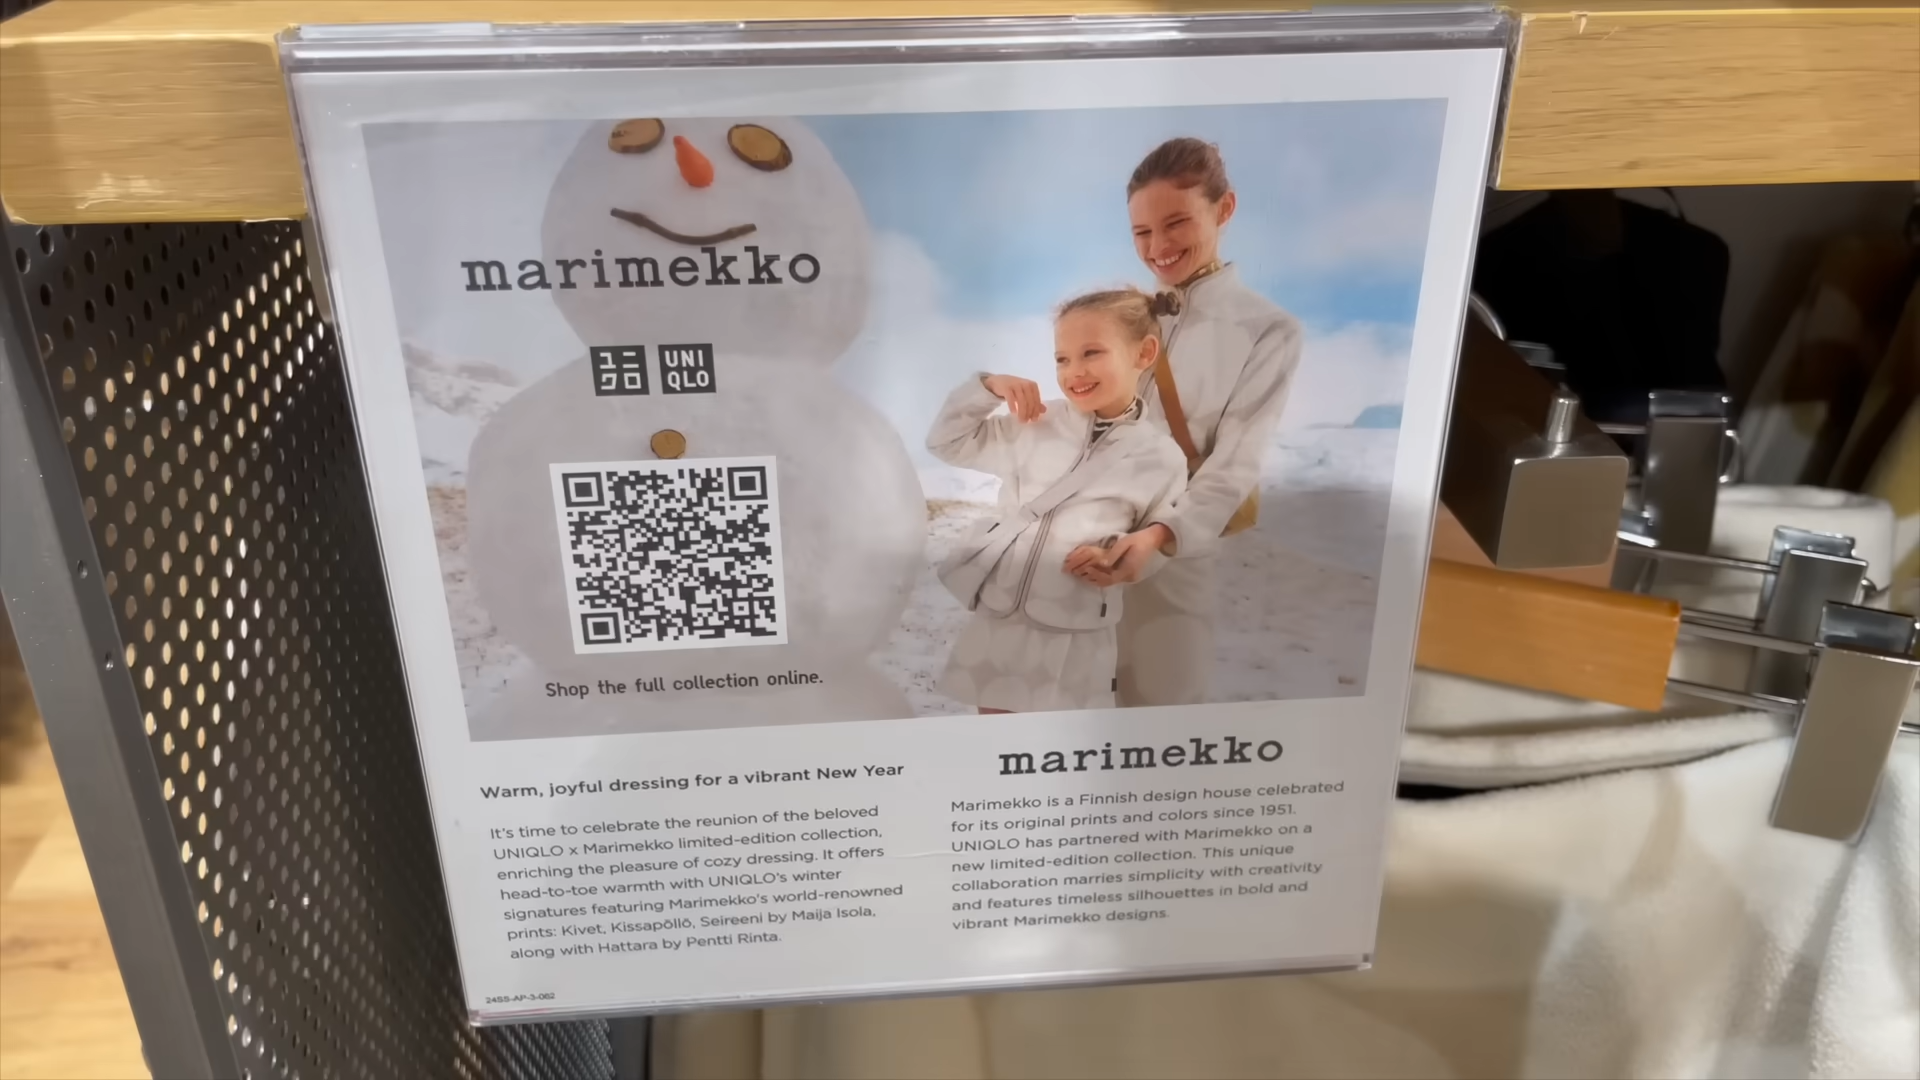 marimekko
ユニ
クロ
UNI
QLO
Shop the full collection online.
Warm, joyful dressing for a vibrant New Year
It's time to celebrate the reunion of the beloved
UNIQLO x Marimekko limited-edition collection,
enriching the pleasure of cozy dressing. It offers
head-to-toe warmth with UNIQLO's winter
signatures featuring Marimekko's world-renowned
prints: Kivet, Kissapöllö, Seireeni by Maija Isola,
along with Hattara by Pentti Rinta.
24SS-AP-3-062
marimekko
Marimekko is a Finnish design house celebrated
for its original prints and colors since 1951.
UNIQLO has partnered with Marimekko on a
new limited-edition collection. This unique
collaboration marries simplicity with creativity
and features timeless silhouettes in bold and
vibrant Marimekko designs.